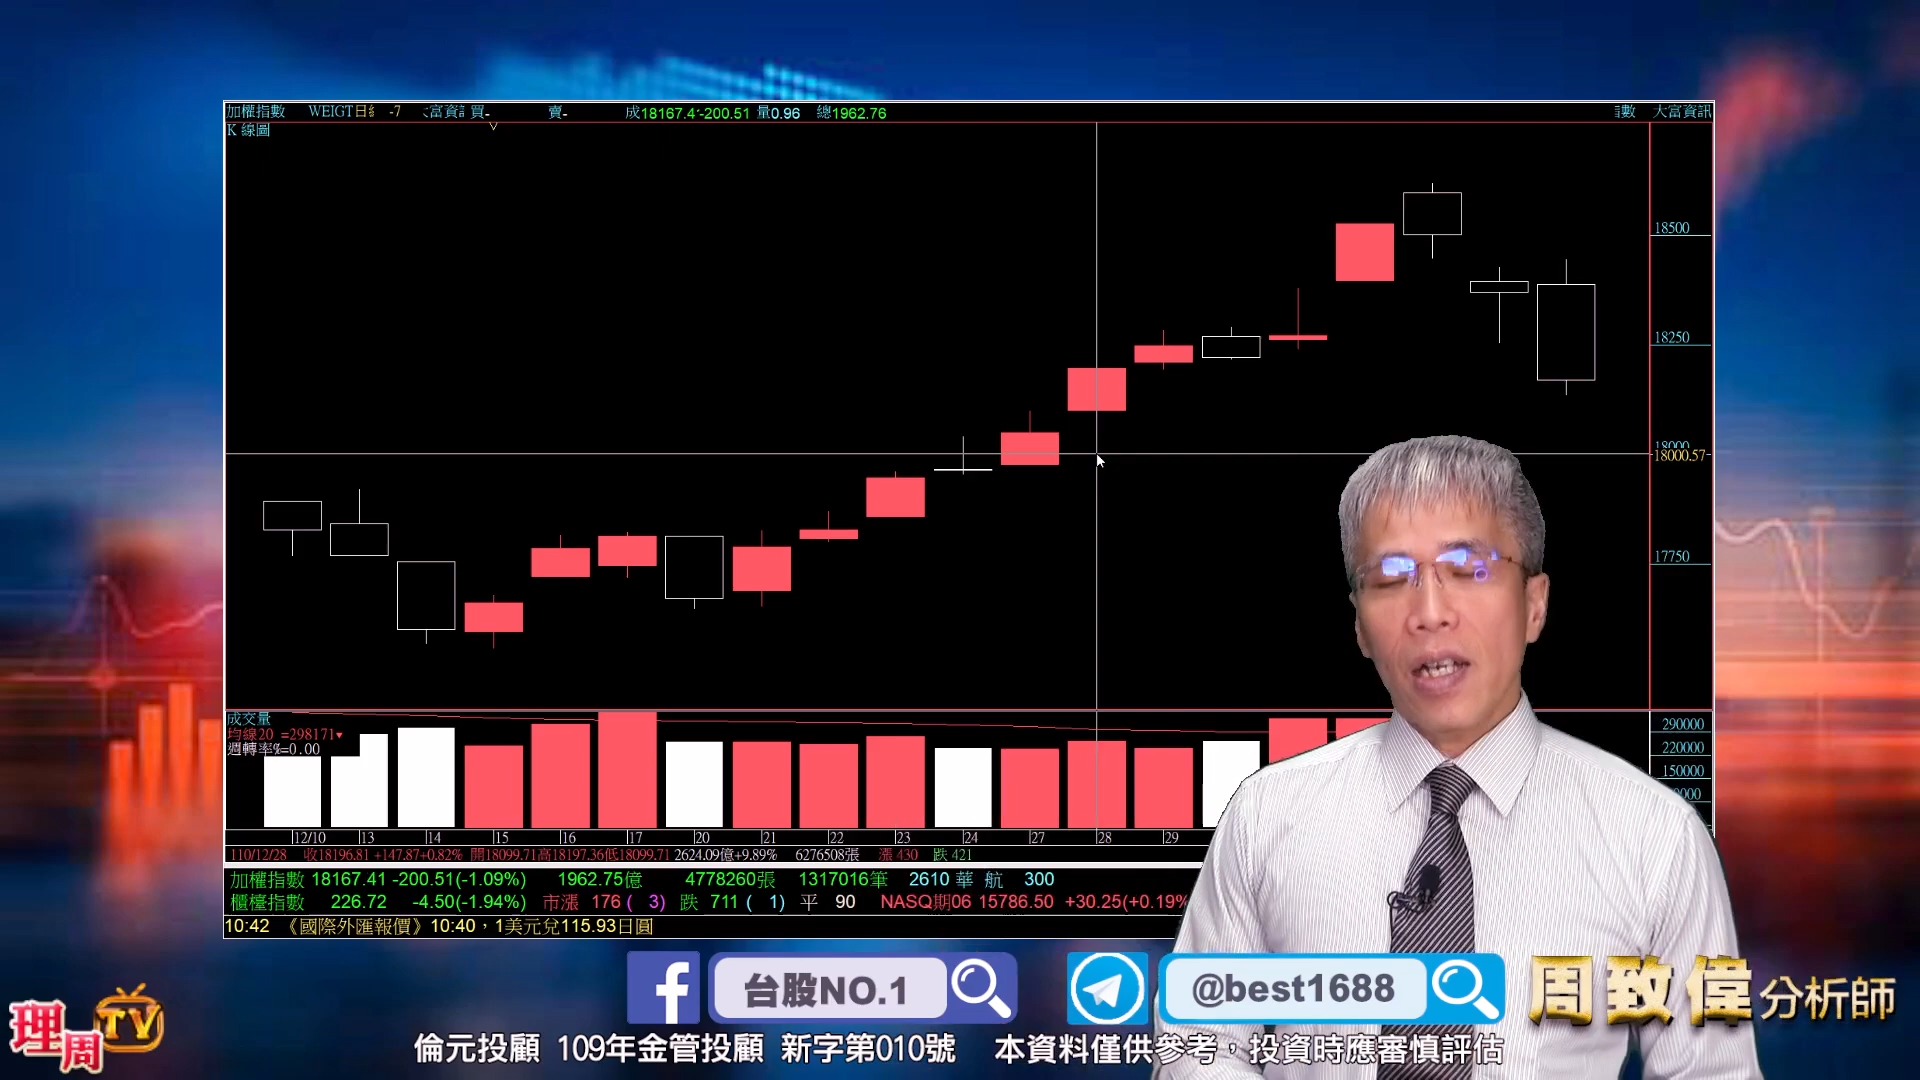 加權指數 WEIGT日 -7 富資 買- 賣- 成18167.4 -200.51 量0.96 總1962.76 數 大富資訊
K 線圖
18500
18250
18000
18000.57
17750
成交量
均線20 =298171▾
週轉率%=0.00
290000
220000
150000
12/10 13 14 15 16 17 20 21 22 23 24 27 28 29
110/12/28 收18196.81 +147.87+0.82% 開18099.71高18197.36低18099.71 2624.09億+9.89% 6276508張 漲 430 跌 421
加權指數 18167.41 -200.51(-1.09%) 1962.75億 4778260張 1317016筆 2610 華 航 300
櫃檯指數 226.72 -4.50(-1.94%) 市漲 176 ( 3) 跌 711 ( 1) 平 90 NASQ期06 15786.50 +30.25(+0.19%
10:42 《國際外匯報價》10:40，1美元兌115.93日圓
f 台股NO.1 @best1688 周致偉分析師
理周TV
倫元投顧 109年金管投顧 新字第010號 本資料僅供參考，投資時應審慎評估